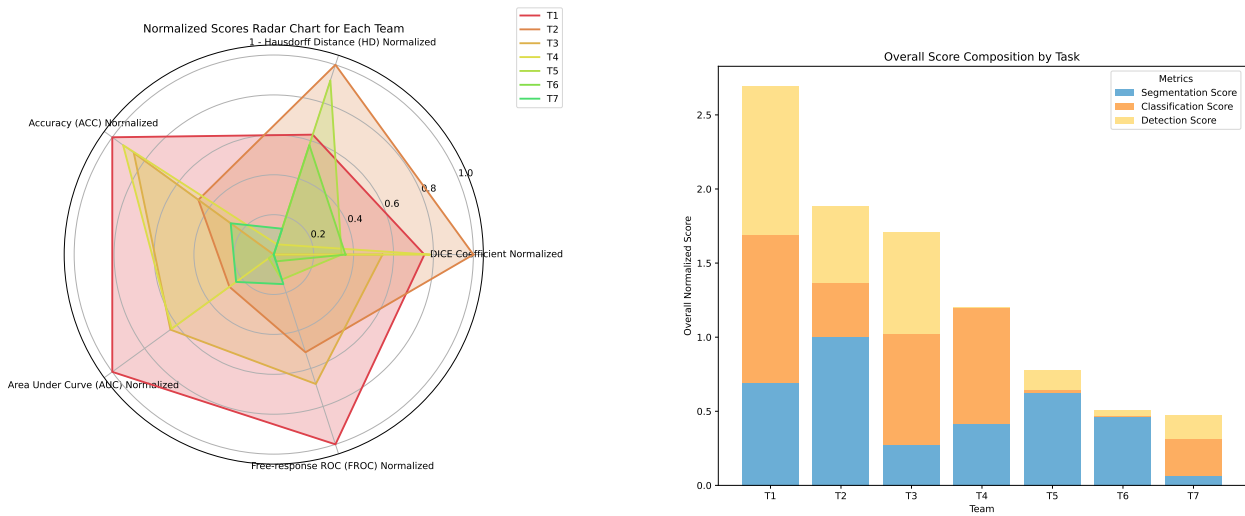 Normalized Scores Radar Chart for Each Team
1 - Hausdorff Distance (HD) Normalized
Accuracy (ACC) Normalized
DICE Coefficient Normalized
Area Under Curve (AUC) Normalized
Free-response ROC (FROC) Normalized
0.2
0.4
0.6
0.8
1.0
T1
T2
T3
T4
T5
T6
T7
Overall Score Composition by Task
Metrics
Segmentation Score
Classification Score
Detection Score
Overall Normalized Score
2.5
2.0
1.5
1.0
0.5
0.0
T1 T2 T3 T4 T5 T6 T7
Team